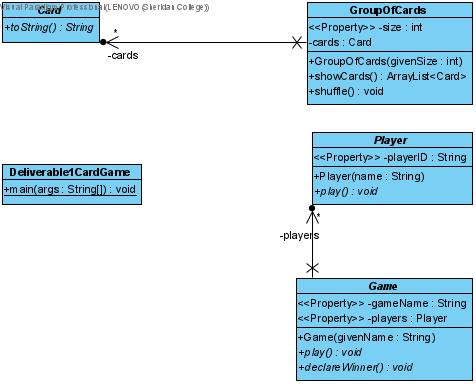 Visual Paradigm Professional(LENOVO (Sheridan College))
Card
+toString() : String
*
-cards
GroupOfCards
<<Property>> -size : int
-cards : Card
+GroupOfCards(givenSize : int)
+showCards() : ArrayList<Card>
+shuffle() : void
Deliverable1CardGame
+main(args : String[]) : void
Player
<<Property>> -playerID : String
+Player(name : String)
+play() : void
*
-players
Game
<<Property>> -gameName : String
<<Property>> -players : Player
+Game(givenName : String)
+play() : void
+declareWinner() : void